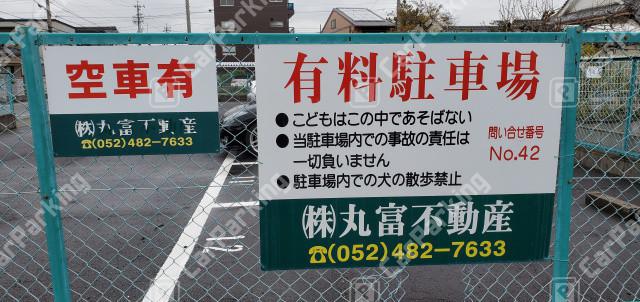 空車有
㈱丸富不動産
☎(052)482-7633
有料駐車場
●こどもはこの中であそばない
●当駐車場内での事故の責任は
一切負いません
●駐車場内での犬の散歩禁止
問い合せ番号
No.42
㈱丸富不動産
☎(052)482-7633
CarParking